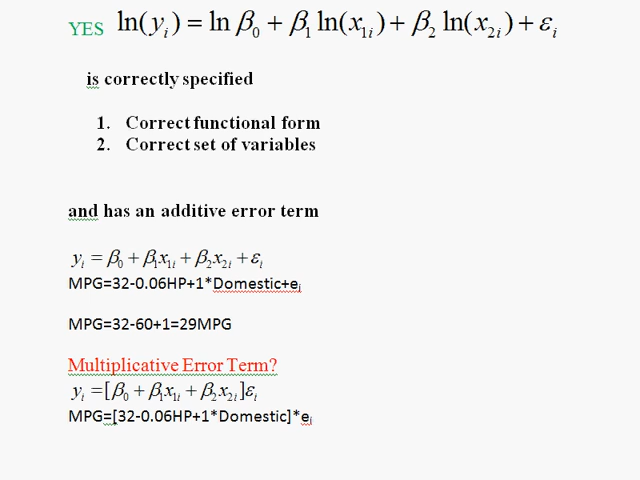 YES ln(yᵢ) = ln β₀ + β₁ ln(x₁ᵢ) + β₂ ln(x₂ᵢ) + εᵢ
is correctly specified
1. Correct functional form
2. Correct set of variables
and has an additive error term
yᵢ = β₀ + β₁x₁ᵢ + β₂x₂ᵢ + εᵢ
MPG=32-0.06HP+1*Domestic+eᵢ
MPG=32-60+1=29MPG
Multiplicative Error Term?
yᵢ =[β₀ + β₁x₁ᵢ + β₂x₂ᵢ]εᵢ
MPG=[32-0.06HP+1*Domestic]*eᵢ